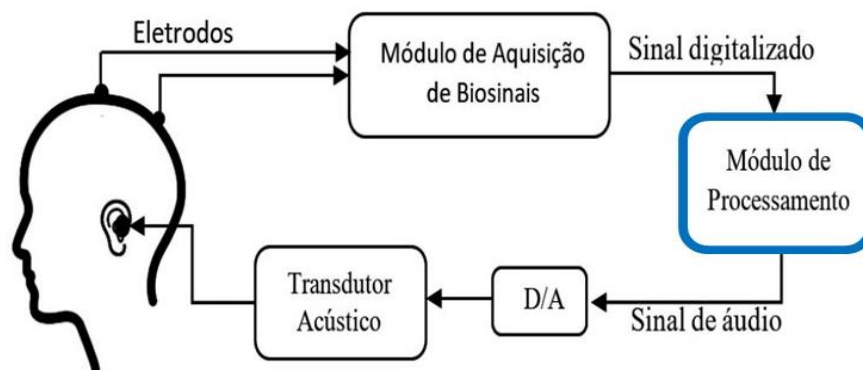 Eletrodos
Módulo de Aquisição
de Biosinais
Sinal digitalizado
Módulo de
Processamento
Transdutor
Acústico
D/A
Sinal de áudio